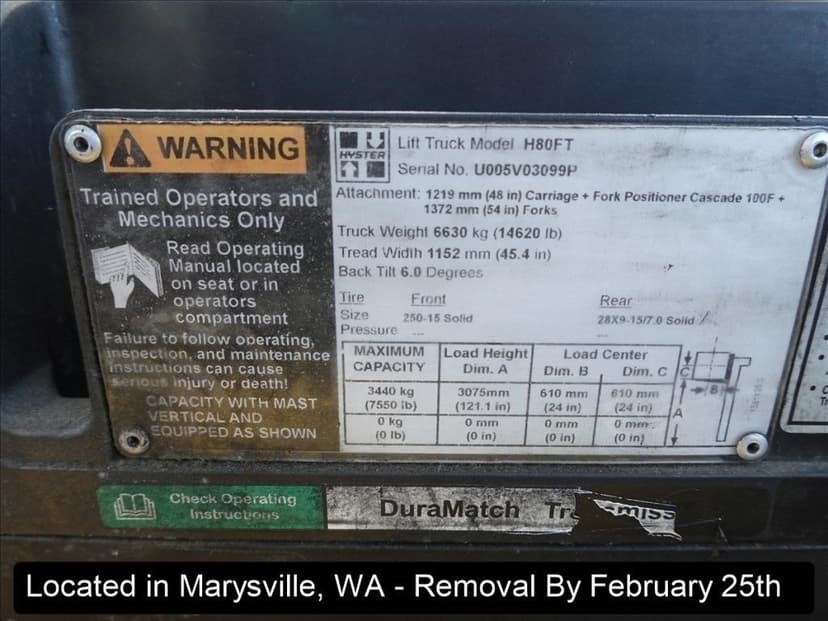 WARNING
Trained Operators and
Mechanics Only
Read Operating
Manual located
on seat or in
operators
compartment
Failure to follow operating,
inspection, and maintenance
instructions can cause
serious injury or death!
CAPACITY WITH MAST
VERTICAL AND
EQUIPPED AS SHOWN
HYSTER
Lift Truck Model H80FT
Serial No. U005V03099P
Attachment: 1219 mm (48 in) Carriage + Fork Positioner Cascade 100F +
1372 mm (54 in) Forks
Truck Weight 6630 kg (14620 lb)
Tread Width 1152 mm (45.4 in)
Back Tilt 6.0 Degrees
Tire Front Rear
Size 250-15 Solid 28X9-15/7.0 Solid
Pressure --- ---
MAXIMUM CAPACITY Load Height Dim. A Load Center Dim. B Dim. C
3440 kg (7550 lb) 3075mm (121.1 in) 610 mm (24 in) 610 mm (24 in)
0 kg (0 lb) 0 mm (0 in) 0 mm (0 in) 0 mm (0 in)
C
B
A
Check Operating
Instructions
DuraMatch Tr smiss
Located in Marysville, WA - Removal By February 25th